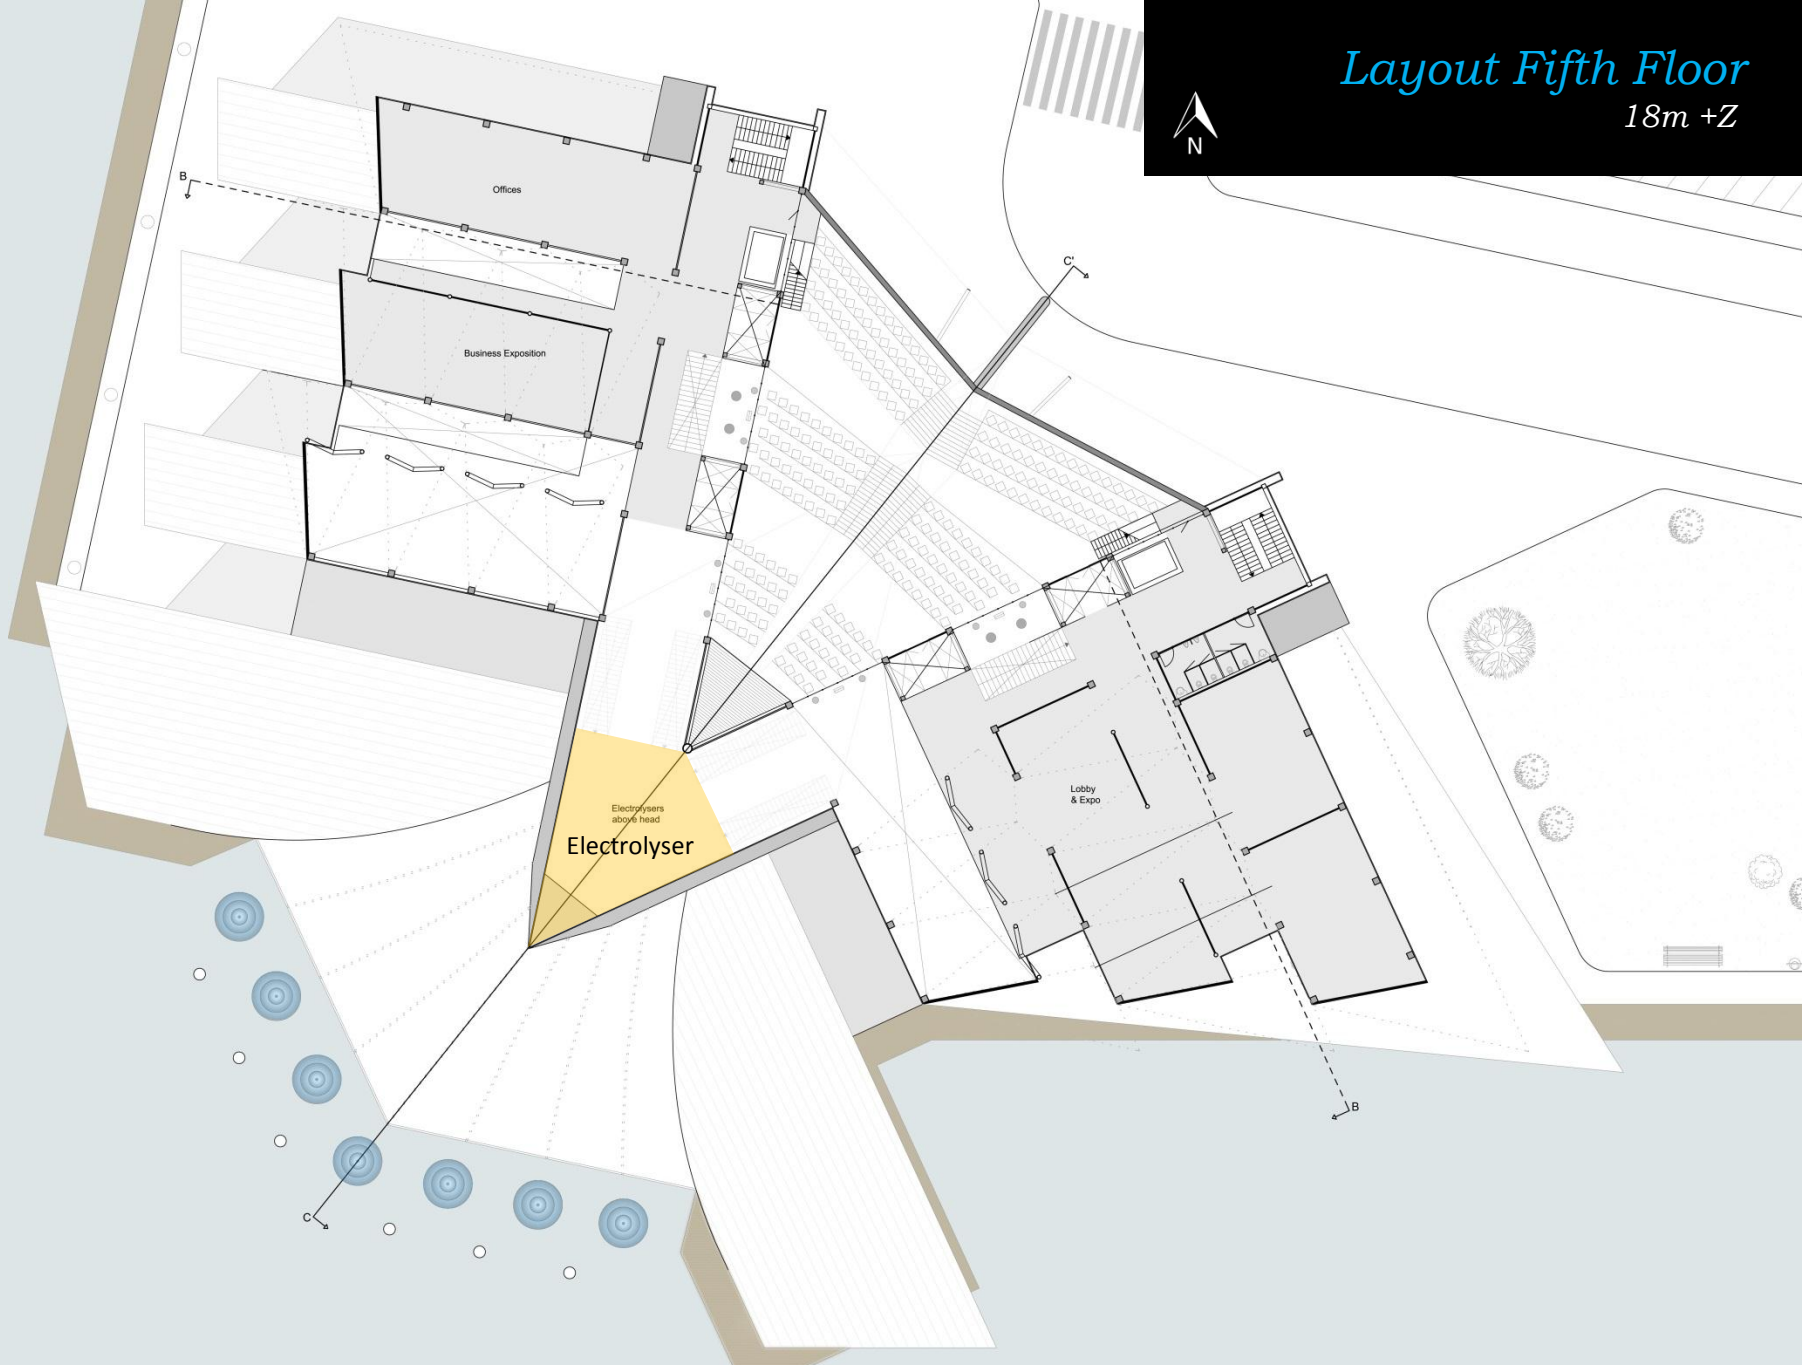 Layout Fifth Floor
18m +Z
N
B
Offices
C'
Business Exposition
Lobby
& Expo
Electrolysers
above head
Electrolyser
B
C